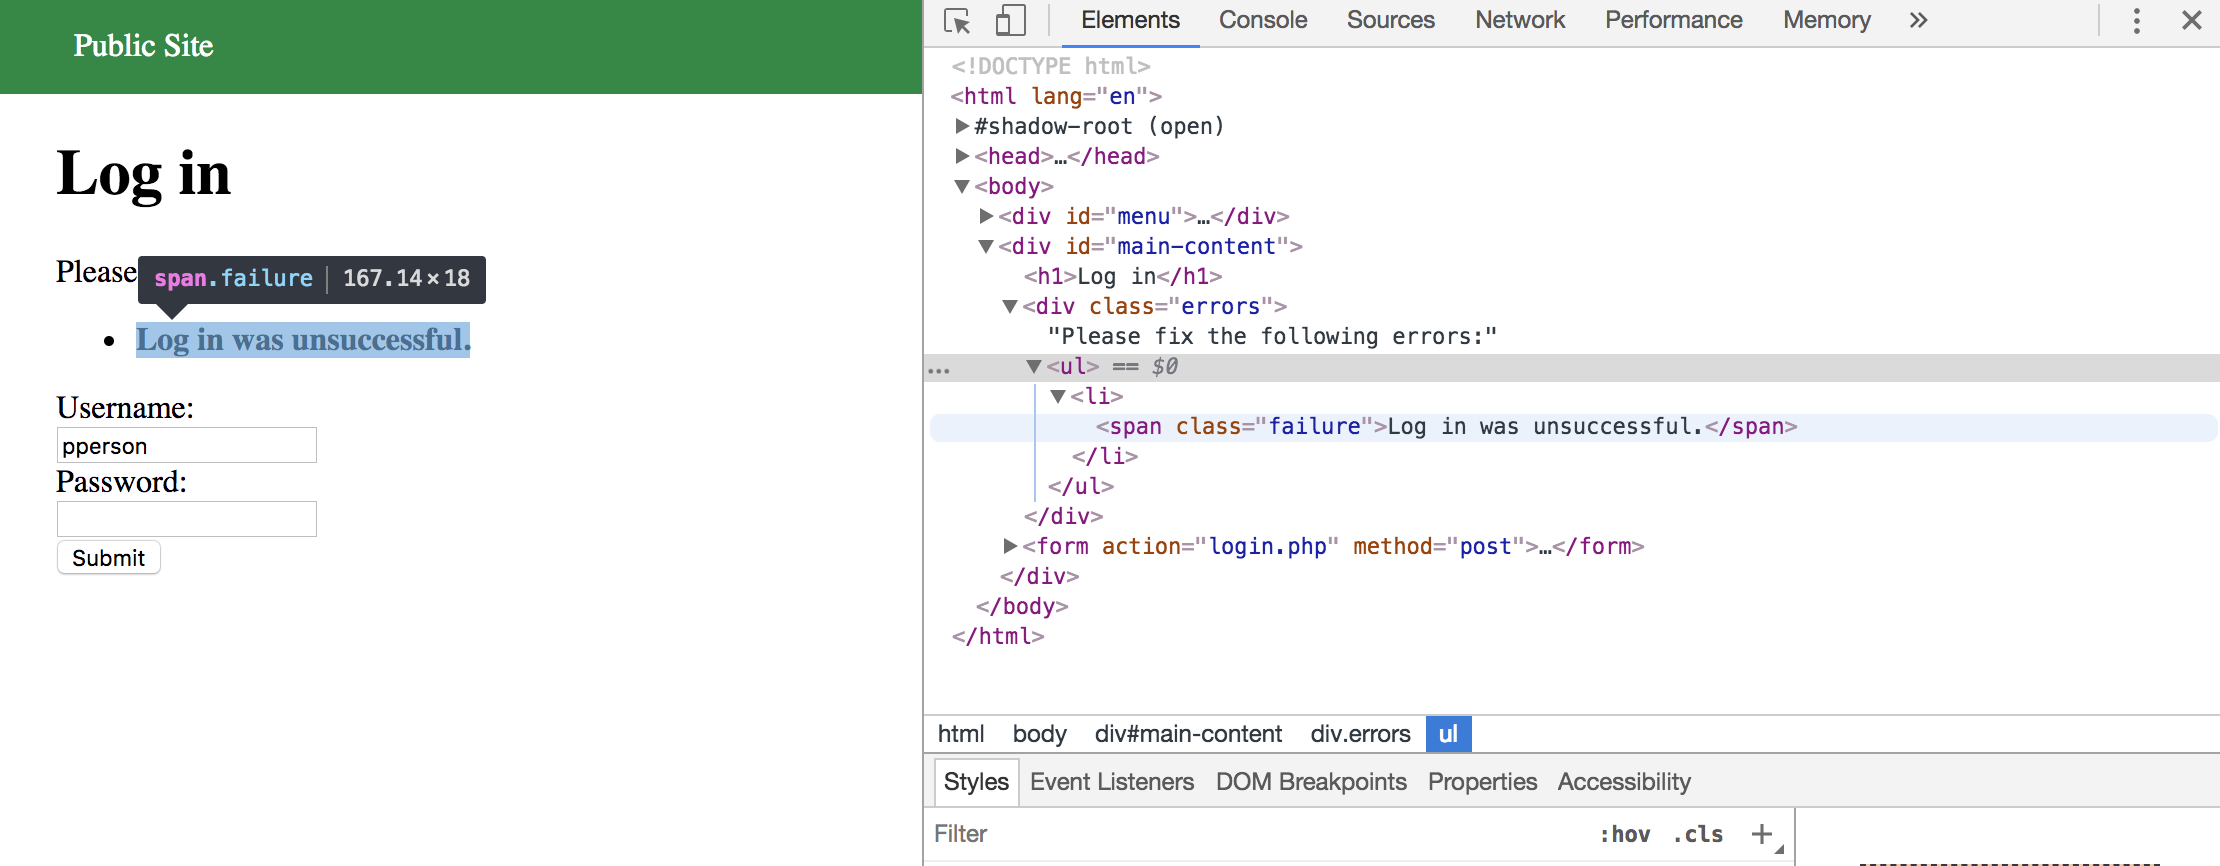 Public Site
Log in
Please
span.failure | 167.14×18
• Log in was unsuccessful.
Username:
pperson
Password:
Submit
Elements Console Sources Network Performance Memory »
<!DOCTYPE html>
<html lang="en">
▶#shadow-root (open)
▶<head>…</head>
▼<body>
▶<div id="menu">…</div>
▼<div id="main-content">
<h1>Log in</h1>
▼<div class="errors">
"Please fix the following errors:"
… ▼<ul> == $0
▼<li>
<span class="failure">Log in was unsuccessful.</span>
</li>
</ul>
</div>
▶<form action="login.php" method="post">…</form>
</div>
</body>
</html>
html body div#main-content div.errors ul
Styles Event Listeners DOM Breakpoints Properties Accessibility
Filter :hov .cls +